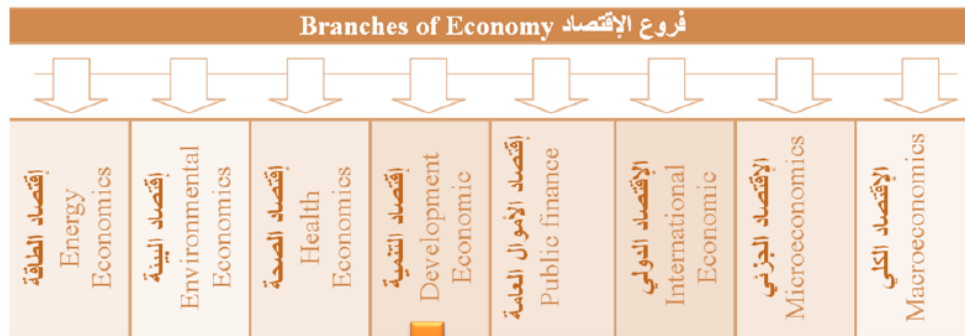 Branches of Economy فروع الإقتصاد
إقتصاد الطاقة
Energy
Economics
إقتصاد البيئة
Environmental
Economics
إقتصاد الصحة
Health
Economics
إقتصاد التنمية
Development
Economic
إقتصاد الأموال العامة
Public finance
الإقتصاد الدولي
International
Economic
الإقتصاد الجزئي
Microeconomics
الإقتصاد الكلي
Macroeconomics